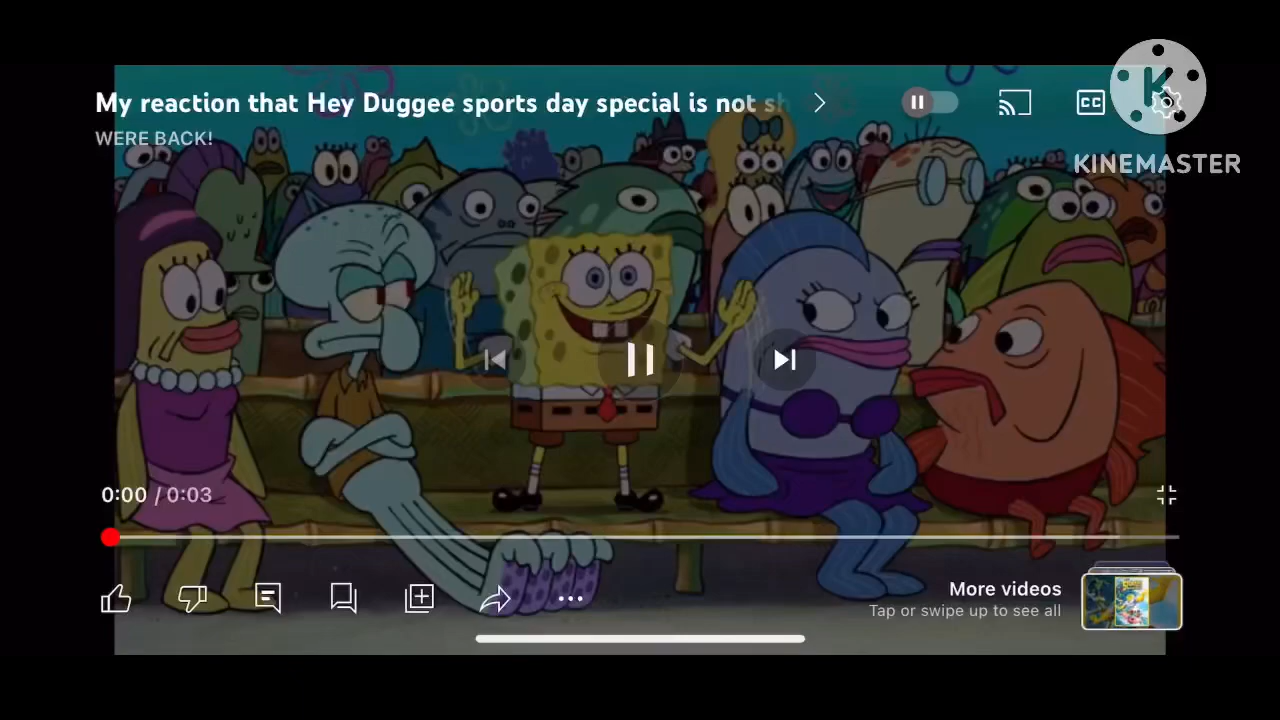 My reaction that Hey Duggee sports day special is not sh
WERE BACK!
CC
K
KINEMASTER
0:00 / 0:03
More videos
Tap or swipe up to see all